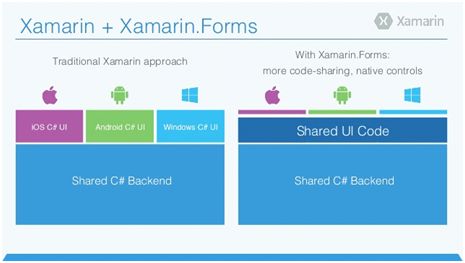 Xamarin + Xamarin.Forms
Xamarin
Traditional Xamarin approach
With Xamarin.Forms:
more code-sharing, native controls
iOS C# UI
Android C# UI
Windows C# UI
Shared C# Backend
Shared UI Code
Shared C# Backend